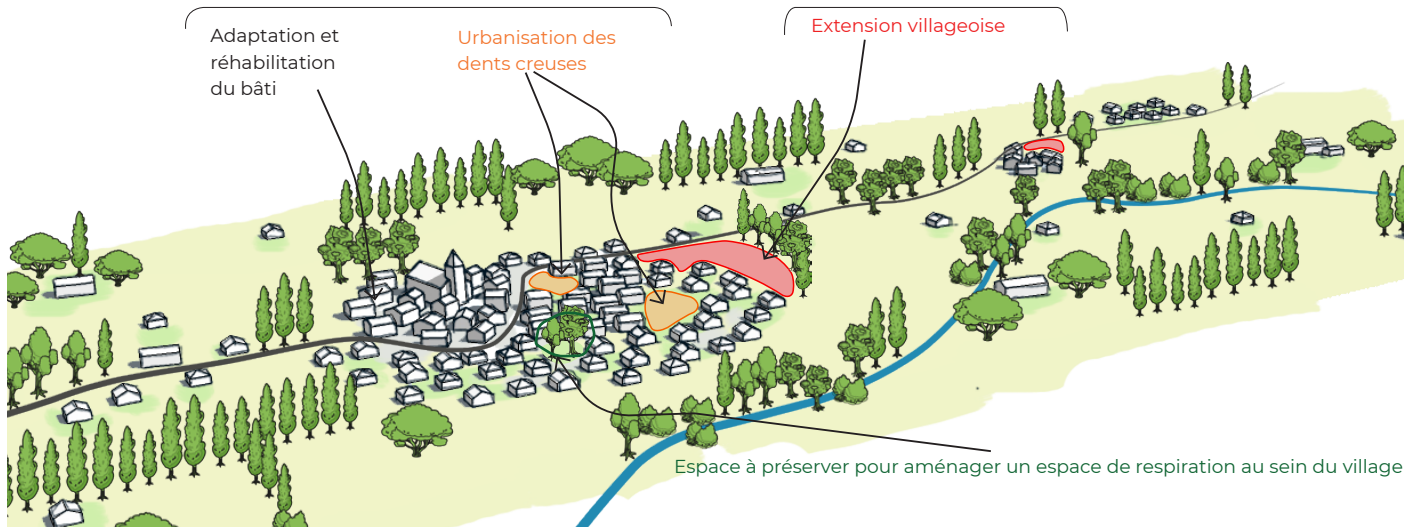 Adaptation et
réhabilitation
du bâti
Urbanisation des
dents creuses
Extension villageoise
Espace à préserver pour aménager un espace de respiration au sein du village